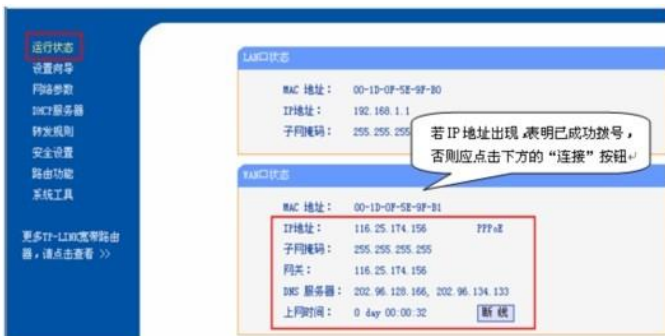 运行状态
设置向导
网络参数
DHCP服务器
转发规则
安全设置
路由功能
系统工具
更多TP-LINK宽带路由
器，请点击查看 >>
LAN口状态
MAC 地址： 00-1D-0F-5E-9F-B0
IP地址： 192.168.1.1
子网掩码： 255.255.255
若IP 地址出现，表明已成功拨号，
否则应点击下方的“连接”按钮↵
WAN口状态
MAC 地址： 00-1D-0F-5E-9F-B1
IP地址： 116.25.174.156 PPPoE
子网掩码： 255.255.255.255
网关： 116.25.174.156
DNS 服务器： 202.96.128.166, 202.96.134.133
上网时间： 0 day 00:00:32 断 线